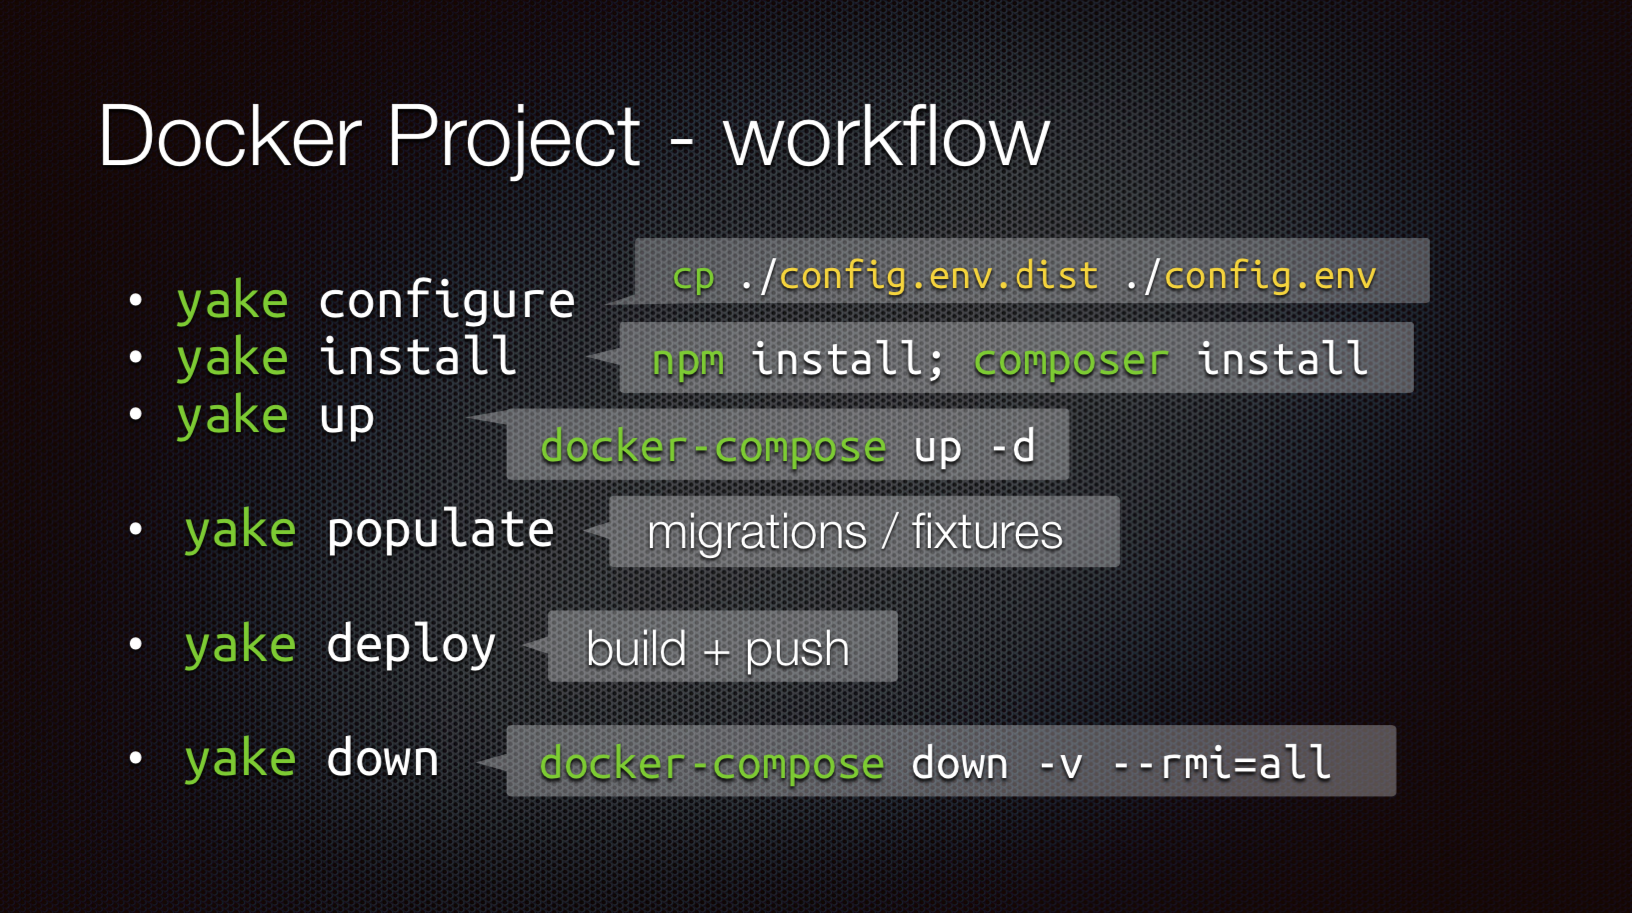 Docker Project - workflow
• yake configure
cp ./config.env.dist ./config.env
• yake install
npm install; composer install
• yake up
docker-compose up -d
• yake populate
migrations / fixtures
• yake deploy
build + push
• yake down
docker-compose down -v --rmi=all